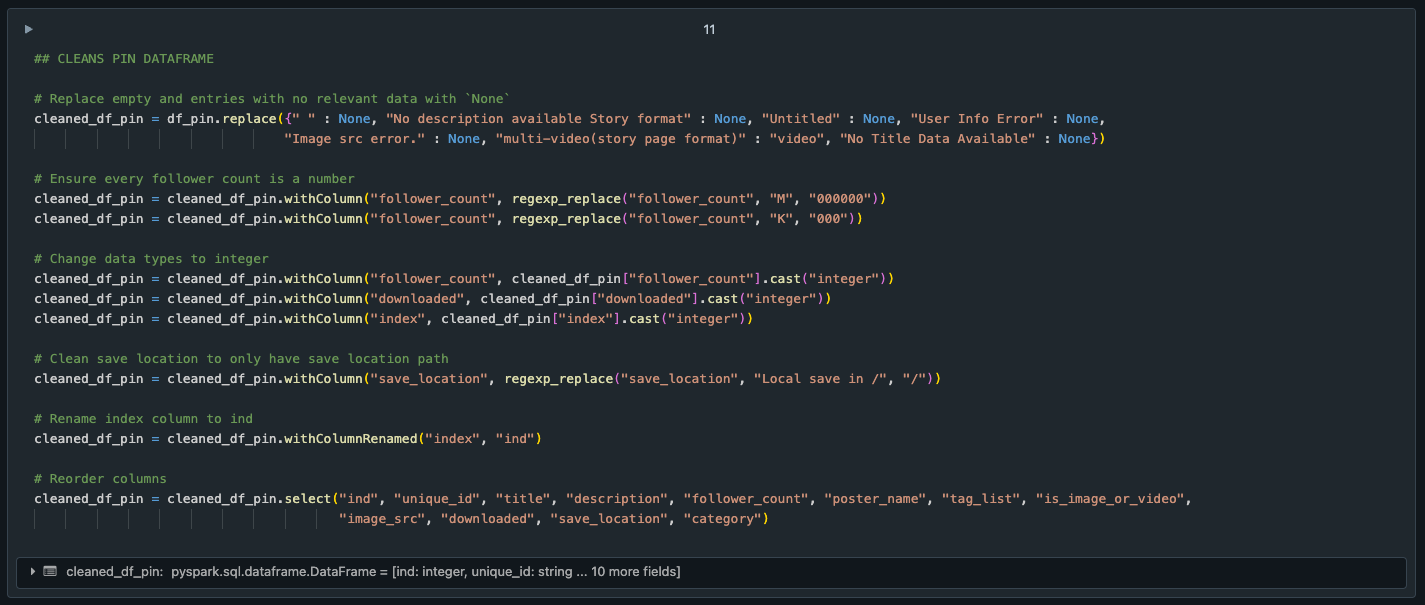 11
## CLEANS PIN DATAFRAME
# Replace empty and entries with no relevant data with `None`
cleaned_df_pin = df_pin.replace({" " : None, "No description available Story format" : None, "Untitled" : None, "User Info Error" : None,
"Image src error." : None, "multi-video(story page format)" : "video", "No Title Data Available" : None})
# Ensure every follower count is a number
cleaned_df_pin = cleaned_df_pin.withColumn("follower_count", regexp_replace("follower_count", "M", "000000"))
cleaned_df_pin = cleaned_df_pin.withColumn("follower_count", regexp_replace("follower_count", "K", "000"))
# Change data types to integer
cleaned_df_pin = cleaned_df_pin.withColumn("follower_count", cleaned_df_pin["follower_count"].cast("integer"))
cleaned_df_pin = cleaned_df_pin.withColumn("downloaded", cleaned_df_pin["downloaded"].cast("integer"))
cleaned_df_pin = cleaned_df_pin.withColumn("index", cleaned_df_pin["index"].cast("integer"))
# Clean save location to only have save location path
cleaned_df_pin = cleaned_df_pin.withColumn("save_location", regexp_replace("save_location", "Local save in /", "/"))
# Rename index column to ind
cleaned_df_pin = cleaned_df_pin.withColumnRenamed("index", "ind")
# Reorder columns
cleaned_df_pin = cleaned_df_pin.select("ind", "unique_id", "title", "description", "follower_count", "poster_name", "tag_list", "is_image_or_video",
"image_src", "downloaded", "save_location", "category")
cleaned_df_pin: pyspark.sql.dataframe.DataFrame = [ind: integer, unique_id: string ... 10 more fields]